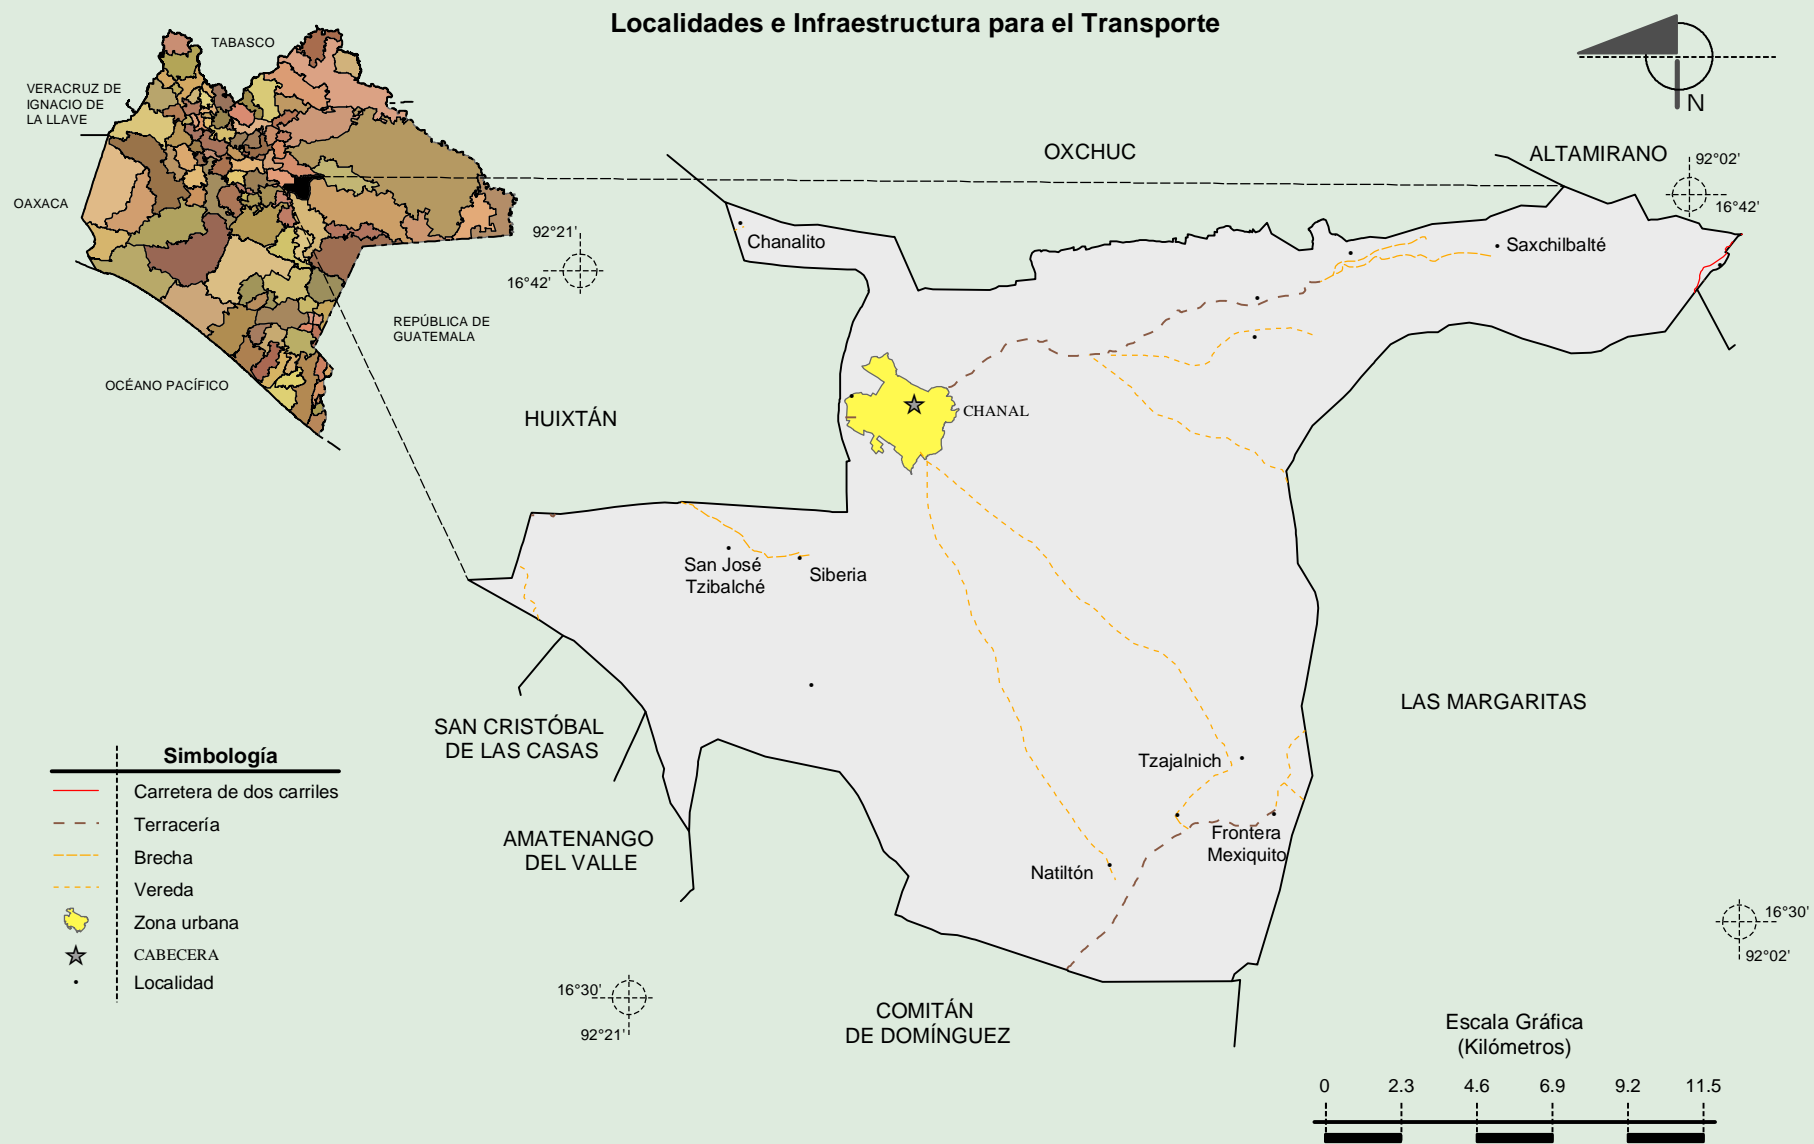 Localidades e Infraestructura para el Transporte
TABASCO
VERACRUZ DE
IGNACIO DE
LA LLAVE
OAXACA
REPÚBLICA DE
GUATEMALA
OCÉANO PACÍFICO
N
OXCHUC
ALTAMIRANO
92°02'
16°42'
92°21'
16°42'
Chanalito
Saxchilbalté
HUIXTÁN
CHANAL
San José
Tzibalché
Siberia
SAN CRISTÓBAL
DE LAS CASAS
LAS MARGARITAS
Tzajalnich
AMATENANGO
DEL VALLE
Frontera
Mexiquito
Natiltón
Simbología
Carretera de dos carriles
Terracería
Brecha
Vereda
Zona urbana
CABECERA
Localidad
16°30'
92°02'
16°30'
92°21'
COMITÁN
DE DOMÍNGUEZ
Escala Gráfica
(Kilómetros)
0 2.3 4.6 6.9 9.2 11.5